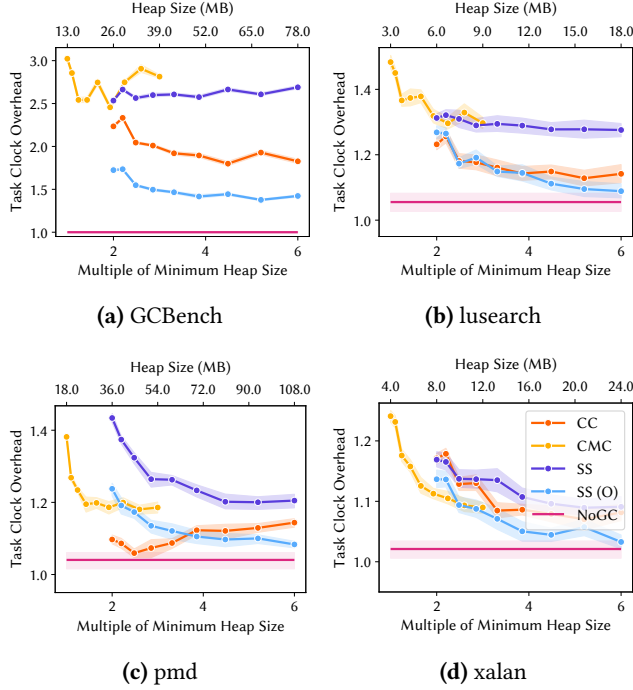 Heap Size (MB)
13.0 26.0 39.0 52.0 65.0 78.0
Task Clock Overhead
3.0
2.5
2.0
1.5
1.0
2 4 6
Multiple of Minimum Heap Size
(a) GCBench
Heap Size (MB)
3.0 6.0 9.0 12.0 15.0 18.0
Task Clock Overhead
1.4
1.2
1.0
2 4 6
Multiple of Minimum Heap Size
(b) lusearch
Heap Size (MB)
18.0 36.0 54.0 72.0 90.0 108.0
Task Clock Overhead
1.4
1.2
1.0
2 4 6
Multiple of Minimum Heap Size
(c) pmd
Heap Size (MB)
4.0 8.0 12.0 16.0 20.0 24.0
Task Clock Overhead
1.2
1.1
1.0
CC
CMC
SS
SS (O)
NoGC
2 4 6
Multiple of Minimum Heap Size
(d) xalan